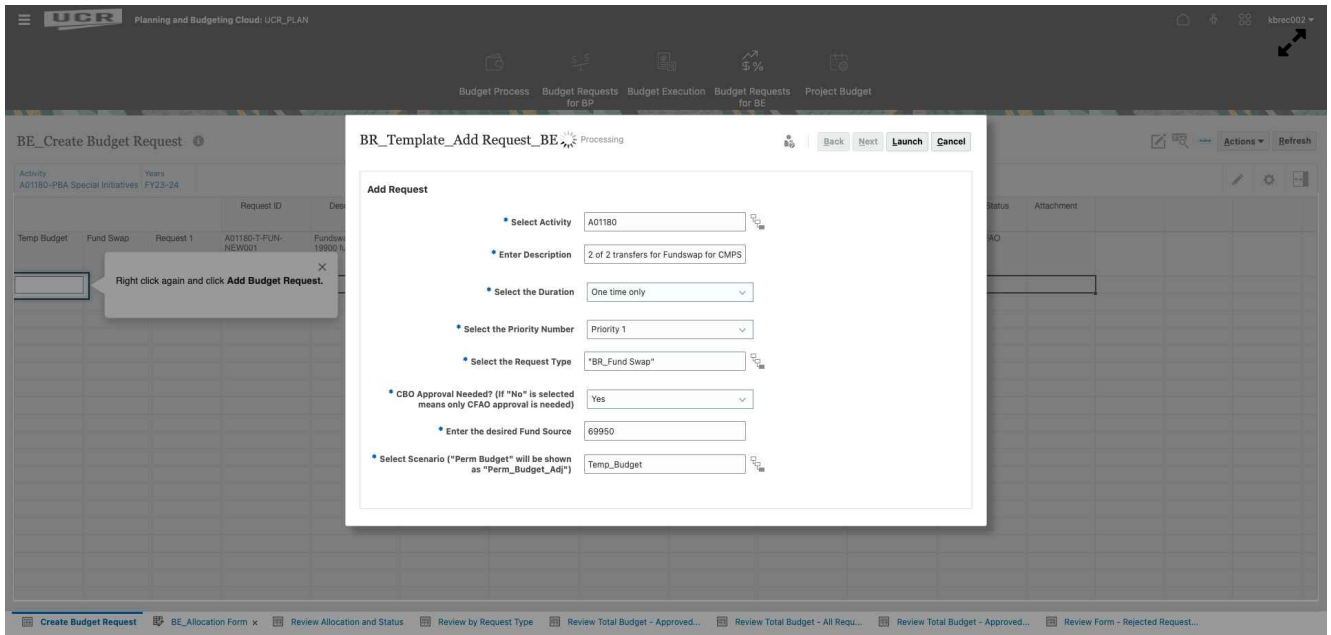 UCR Planning and Budgeting Cloud: UCR_PLAN kbrec002
Budget Process Budget Requests for BP Budget Execution Budget Requests for BE Project Budget
BE_Create Budget Request
Actions Refresh
Activity Years
A01180-PBA Special Initiatives FY23-24
Request ID Status Attachment
Temp Budget Fund Swap Request 1 A01180-T-FUN-
NEW001
Right click again and click Add Budget Request.
BR_Template_Add Request_BE Processing Back Next Launch Cancel
Add Request
* Select Activity A01180
* Enter Description 2 of 2 transfers for Fundswap for CMPS
* Select the Duration One time only
* Select the Priority Number Priority 1
* Select the Request Type "BR_Fund Swap"
* CBO Approval Needed? (If "No" is selected
means only CFAO approval is needed) Yes
* Enter the desired Fund Source 69950
* Select Scenario ("Perm Budget" will be shown
as "Perm_Budget_Adj") Temp_Budget
Create Budget Request BE_Allocation Form x Review Allocation and Status Review by Request Type Review Total Budget - Approved... Review Total Budget - All Requ... Review Total Budget - Approved... Review Form - Rejected Request...